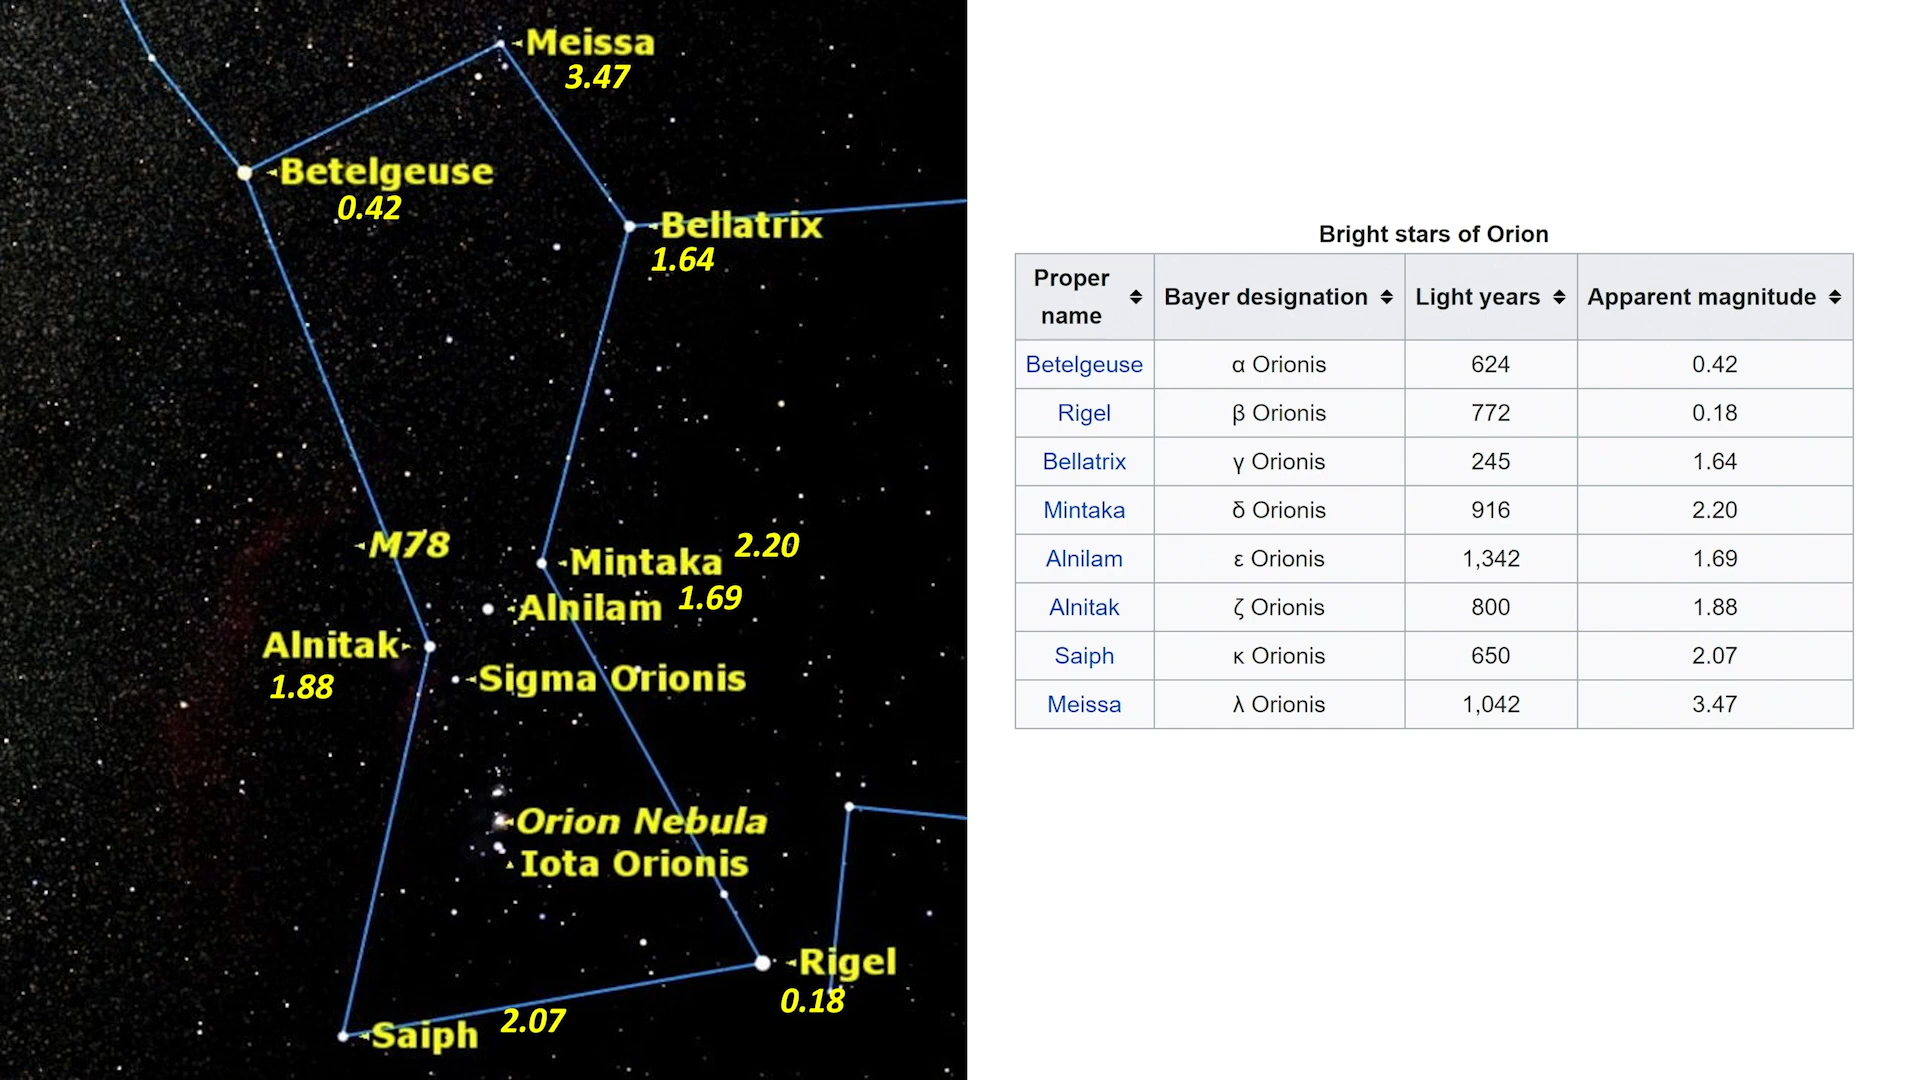 Meissa
3.47
Betelgeuse
0.42
Bellatrix
1.64
M78
Mintaka 2.20
Alnilam 1.69
Alnitak
1.88
Sigma Orionis
Orion Nebula
Iota Orionis
Rigel
0.18
Saiph 2.07
Bright stars of Orion
Proper name Bayer designation Light years Apparent magnitude
Betelgeuse α Orionis 624 0.42
Rigel β Orionis 772 0.18
Bellatrix γ Orionis 245 1.64
Mintaka δ Orionis 916 2.20
Alnilam ε Orionis 1,342 1.69
Alnitak ζ Orionis 800 1.88
Saiph κ Orionis 650 2.07
Meissa λ Orionis 1,042 3.47